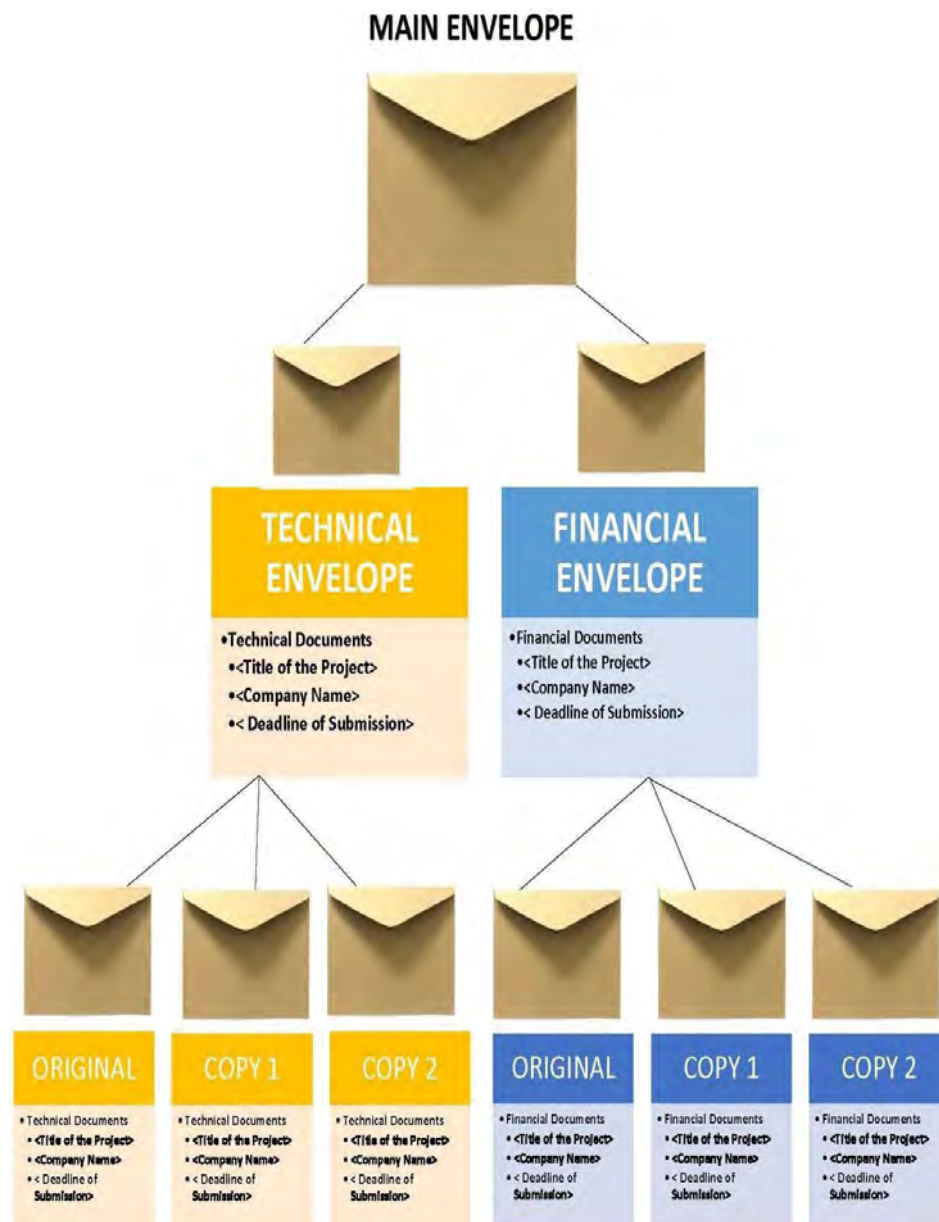 MAIN ENVELOPE
TECHNICAL
ENVELOPE
•Technical Documents
•<Title of the Project>
•<Company Name>
•< Deadline of Submission>
FINANCIAL
ENVELOPE
•Financial Documents
•<Title of the Project>
•<Company Name>
•< Deadline of Submission>
ORIGINAL
• Technical Documents
• <Title of the Project>
• <Company Name>
• < Deadline of
Submission>
COPY 1
• Technical Documents
• <Title of the Project>
• <Company Name>
• < Deadline of
Submission>
COPY 2
• Technical Documents
• <Title of the Project>
• <Company Name>
• < Deadline of
Submission>
ORIGINAL
• Financial Documents
• <Title of the Project>
• <Company Name>
• < Deadline of
Submission>
COPY 1
• Financial Documents
• <Title of the Project>
• <Company Name>
• < Deadline of
Submission>
COPY 2
• Financial Documents
• <Title of the Project>
• <Company Name>
• < Deadline of
Submission>